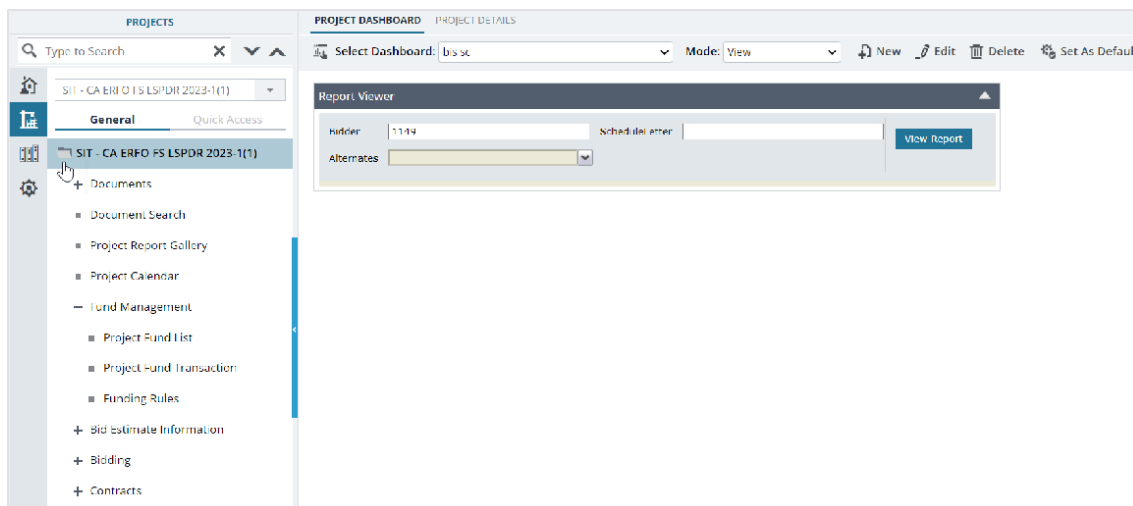 PROJECTS
Type to Search
SIT - CA ERFO FS LSPDR 2023-1(1)
General Quick Access
SIT - CA ERFO FS LSPDR 2023-1(1)
Documents
Document Search
Project Report Gallery
Project Calendar
Fund Management
Project Fund List
Project Fund Transaction
Funding Rules
Bid Estimate Information
Bidding
Contracts
PROJECT DASHBOARD PROJECT DETAILS
Select Dashboard: bis sc Mode: View New Edit Delete Set As Defaul
Report Viewer
Bidder 1149 ScheduleLetter View Report
Alternates